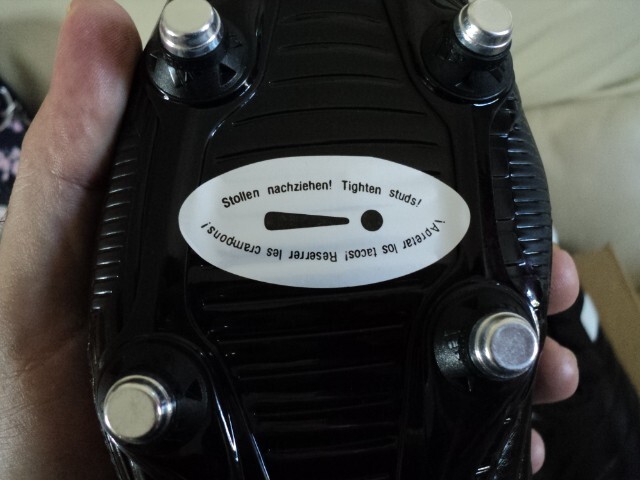 Stollen nachziehen! Tighten studs!
¡Apretar los tacos! Reserrer les crampons!